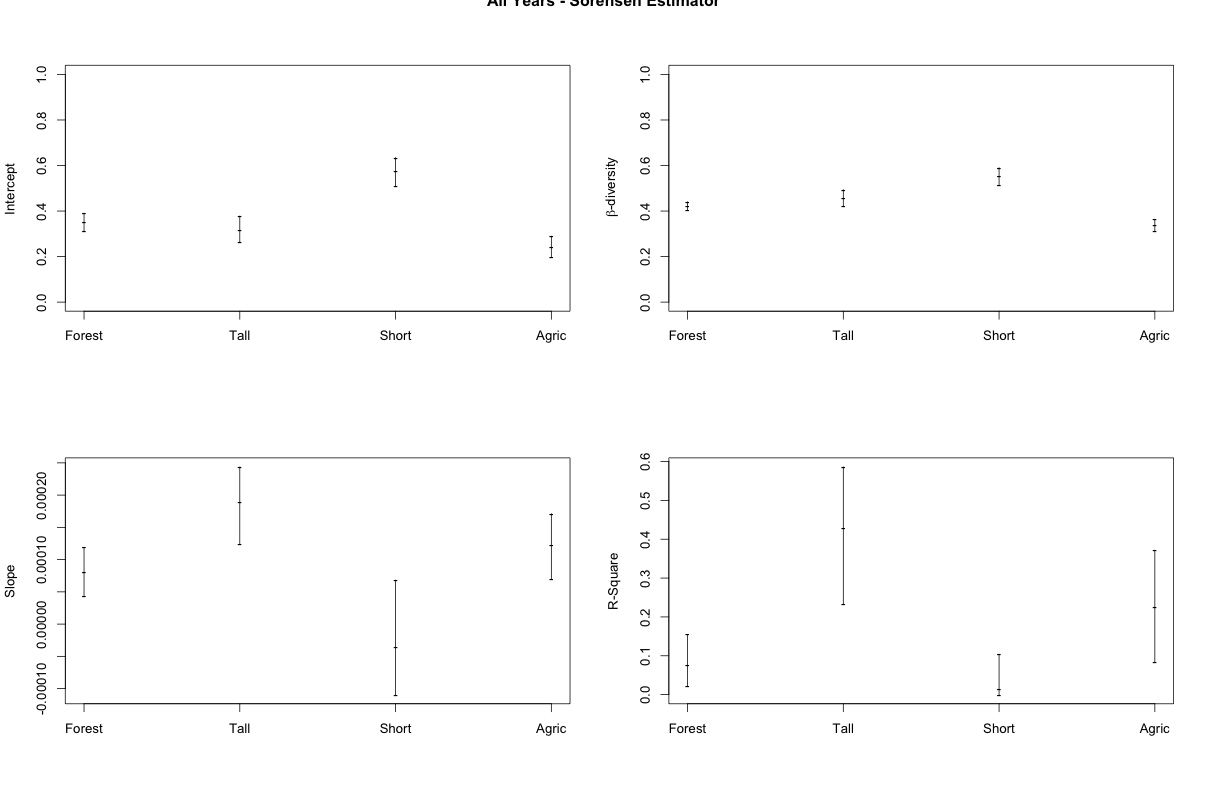 All Years - Sorensen Estimator
Intercept
0.0 0.2 0.4 0.6 0.8 1.0
Forest Tall Short Agric
β-diversity
0.0 0.2 0.4 0.6 0.8 1.0
Forest Tall Short Agric
Slope
-0.00010 0.00000 0.00010 0.00020
Forest Tall Short Agric
R-Square
0.0 0.1 0.2 0.3 0.4 0.5 0.6
Forest Tall Short Agric